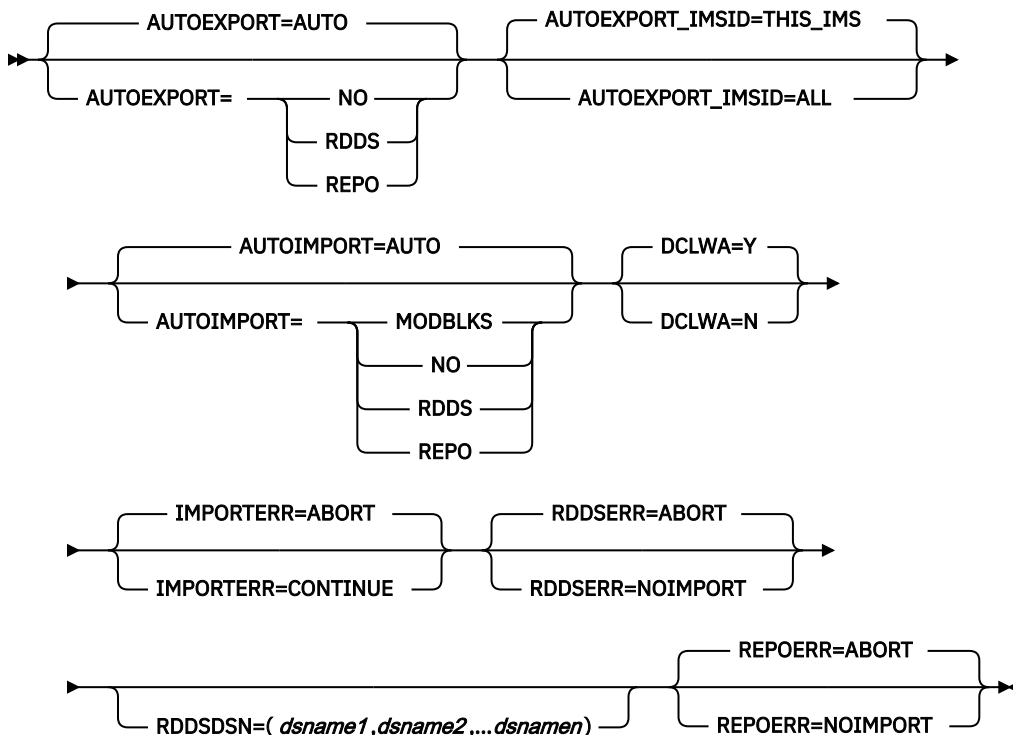 AUTOEXPORT=AUTO
AUTOEXPORT_IMSID=THIS_IMS
AUTOEXPORT=
NO
RDDS
REPO
AUTOEXPORT_IMSID=ALL
AUTOIMPORT=AUTO
DCLWA=Y
AUTOIMPORT=
MODBLKS
NO
RDDS
REPO
DCLWA=N
IMPORTERR=ABORT
RDDSERR=ABORT
IMPORTERR=CONTINUE
RDDSERR=NOIMPORT
REPOERR=ABORT
RDDSDSN=( dsname1,dsname2,...dsnamen)
REPOERR=NOIMPORT